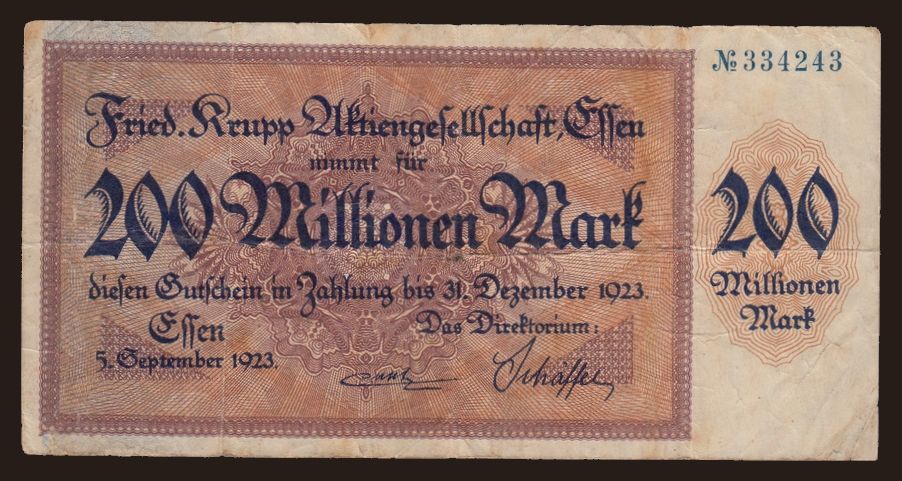 № 334243
Fried. Krupp Aktiengesellschaft, Essen
nimmt für
200 Millionen Mark
diesen Gutschein in Zahlung bis 31. Dezember 1923.
Essen
Das Direktorium:
5. September 1923.
Schäffer
200
Millionen
Mark